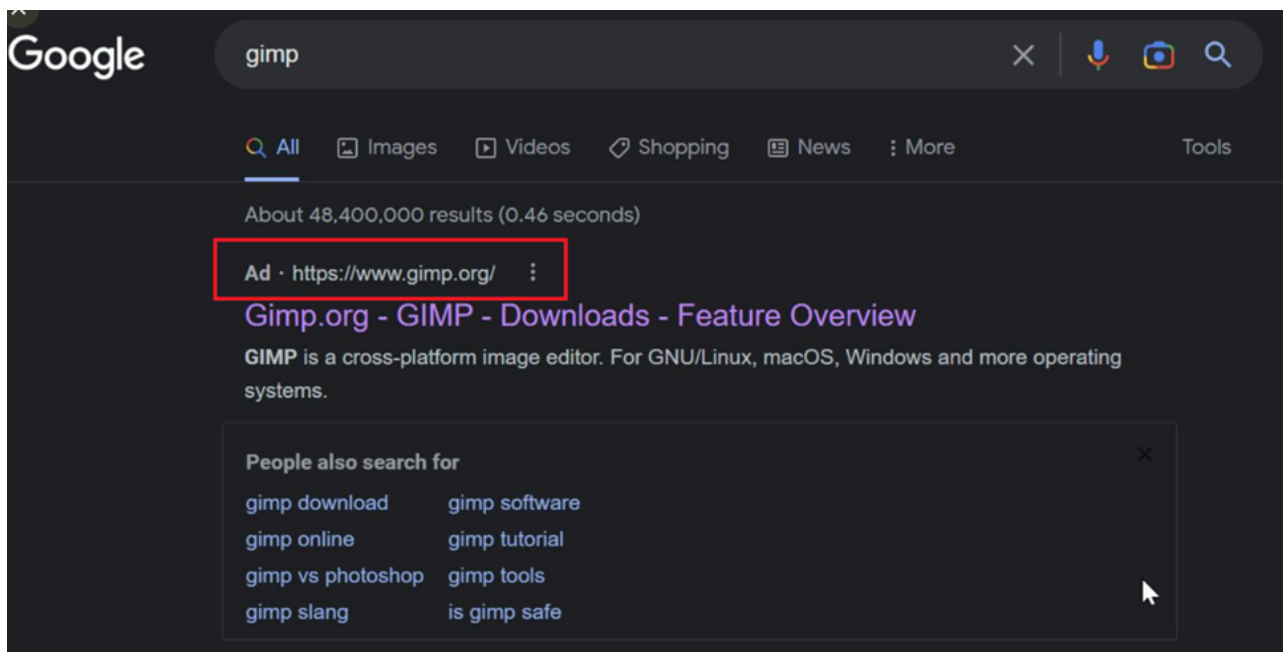 Google
gimp
All Images Videos Shopping News More Tools
About 48,400,000 results (0.46 seconds)
Ad · https://www.gimp.org/
Gimp.org - GIMP - Downloads - Feature Overview
GIMP is a cross-platform image editor. For GNU/Linux, macOS, Windows and more operating
systems.
People also search for
gimp download gimp software
gimp online gimp tutorial
gimp vs photoshop gimp tools
gimp slang is gimp safe